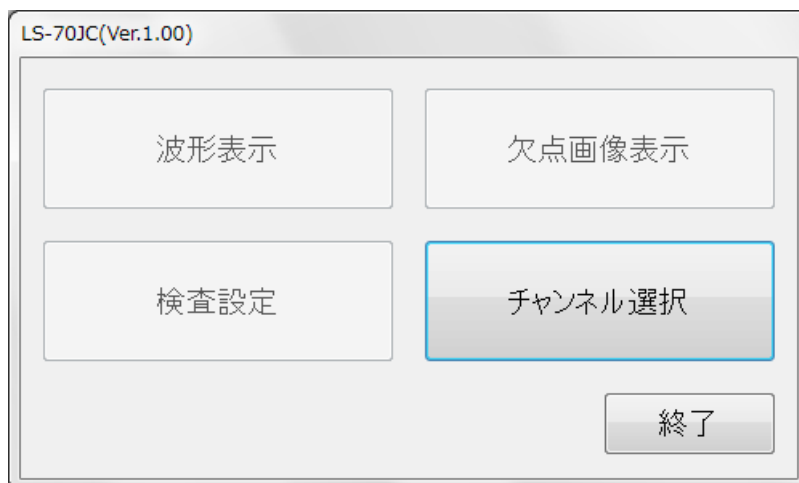 LS-70JC(Ver.1.00)
波形表示
欠点画像表示
検査設定
チャンネル選択
終了